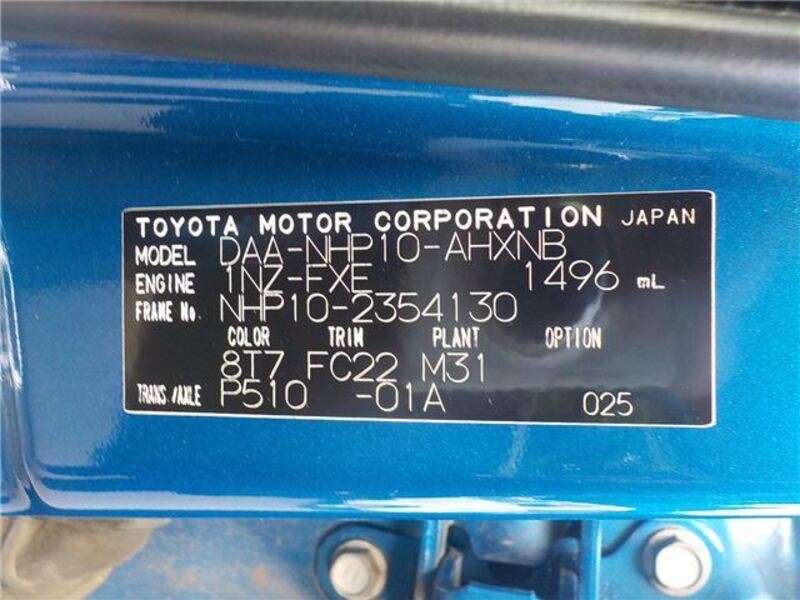 TOYOTA MOTOR CORPORATION JAPAN
MODEL DAA-NHP10-AHXNB
ENGINE 1NZ-FXE 1496 mL
FRAME No. NHP10-2354130
COLOR TRIM PLANT OPTION
8T7 FC22 M31
TRANS./AXLE P510 -01A 025